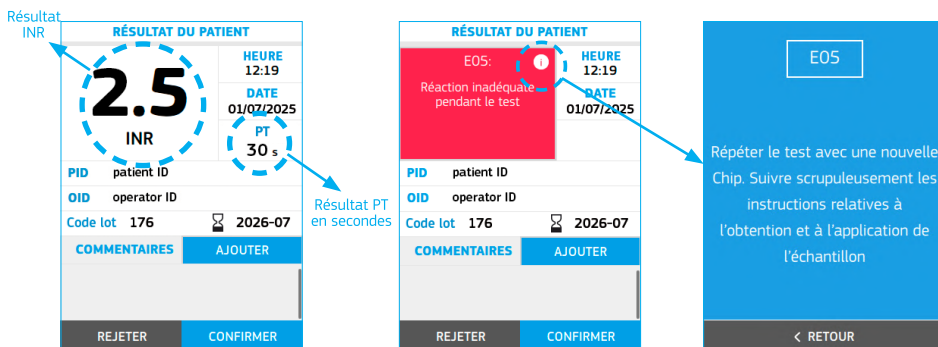 Résultat
INR
RÉSULTAT DU PATIENT
2.5
INR
HEURE
12:19
DATE
01/07/2025
PT
30 s
PID patient ID
OID operator ID
Code lot 176 2026-07
COMMENTAIRES AJOUTER
REJETER CONFIRMER
Résultat PT
en secondes
RÉSULTAT DU PATIENT
E05:
i
Réaction inadéquate
pendant le test
HEURE
12:19
DATE
01/07/2025
PID patient ID
OID operator ID
Code lot 176 2026-07
COMMENTAIRES AJOUTER
REJETER CONFIRMER
E05
Répéter le test avec une nouvelle
Chip. Suivre scrupuleusement les
instructions relatives à
l'obtention et à l'application de
l'échantillon
< RETOUR